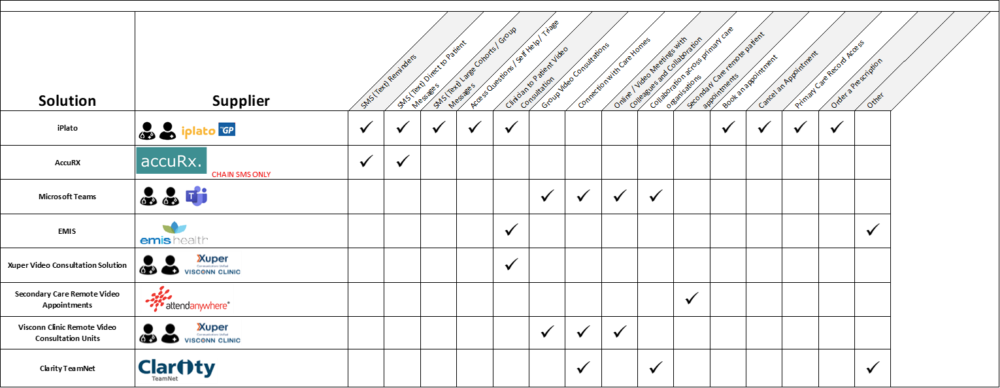 Solution
Supplier
SMS (Text) Reminders
SMS (Text) Direct to Patient
Messages
SMS (Text) Large Cohorts / Group
Messages
Access Questions / Self Help / Triage
Clinician to Patient Video
Consultation
Group Video Consultations
Connection with Care Homes
Online / Video Meetings with
Colleagues and Collaboration
Collaboration across primary care
organisations
Secondary Care remote patient
appointments
Book an appointment
Cancel an Appointment
Primary Care Record Access
Order a Prescription
Other
iPlato
iplato
GP
AccuRX
accuRx.
CHAIN SMS ONLY
Microsoft Teams
T
EMIS
emis health
Xuper Video Consultation Solution
Xuper
Communications Unified
VISCONN CLINIC
Secondary Care Remote Video
Appointments
attendanywhere
Visconn Clinic Remote Video
Consultation Units
Xuper
Communications Unified
VISCONN CLINIC
Clarity TeamNet
Clarity
TeamNet